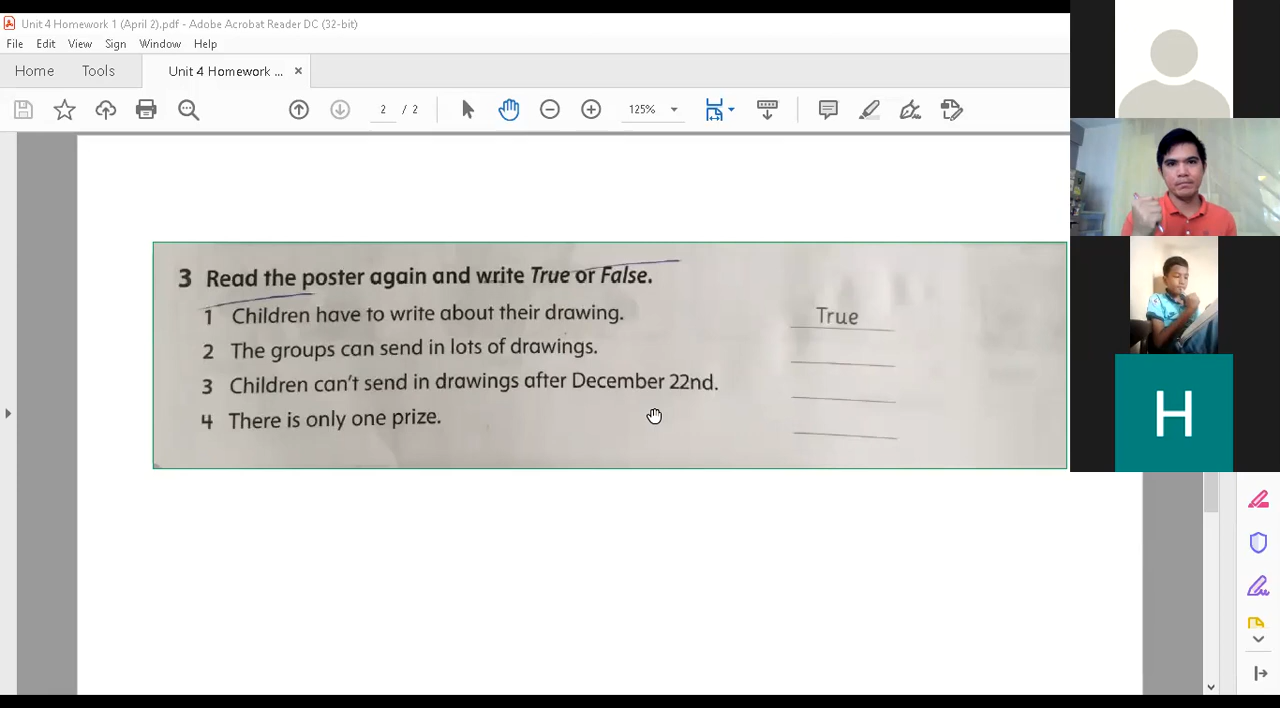 Unit 4 Homework 1 (April 2).pdf - Adobe Acrobat Reader DC (32-bit)
File Edit View Sign Window Help
Home Tools Unit 4 Homework ... ×
2 / 2 125%
3 Read the poster again and write True or False.
1 Children have to write about their drawing. True
2 The groups can send in lots of drawings.
3 Children can't send in drawings after December 22nd.
4 There is only one prize.
H